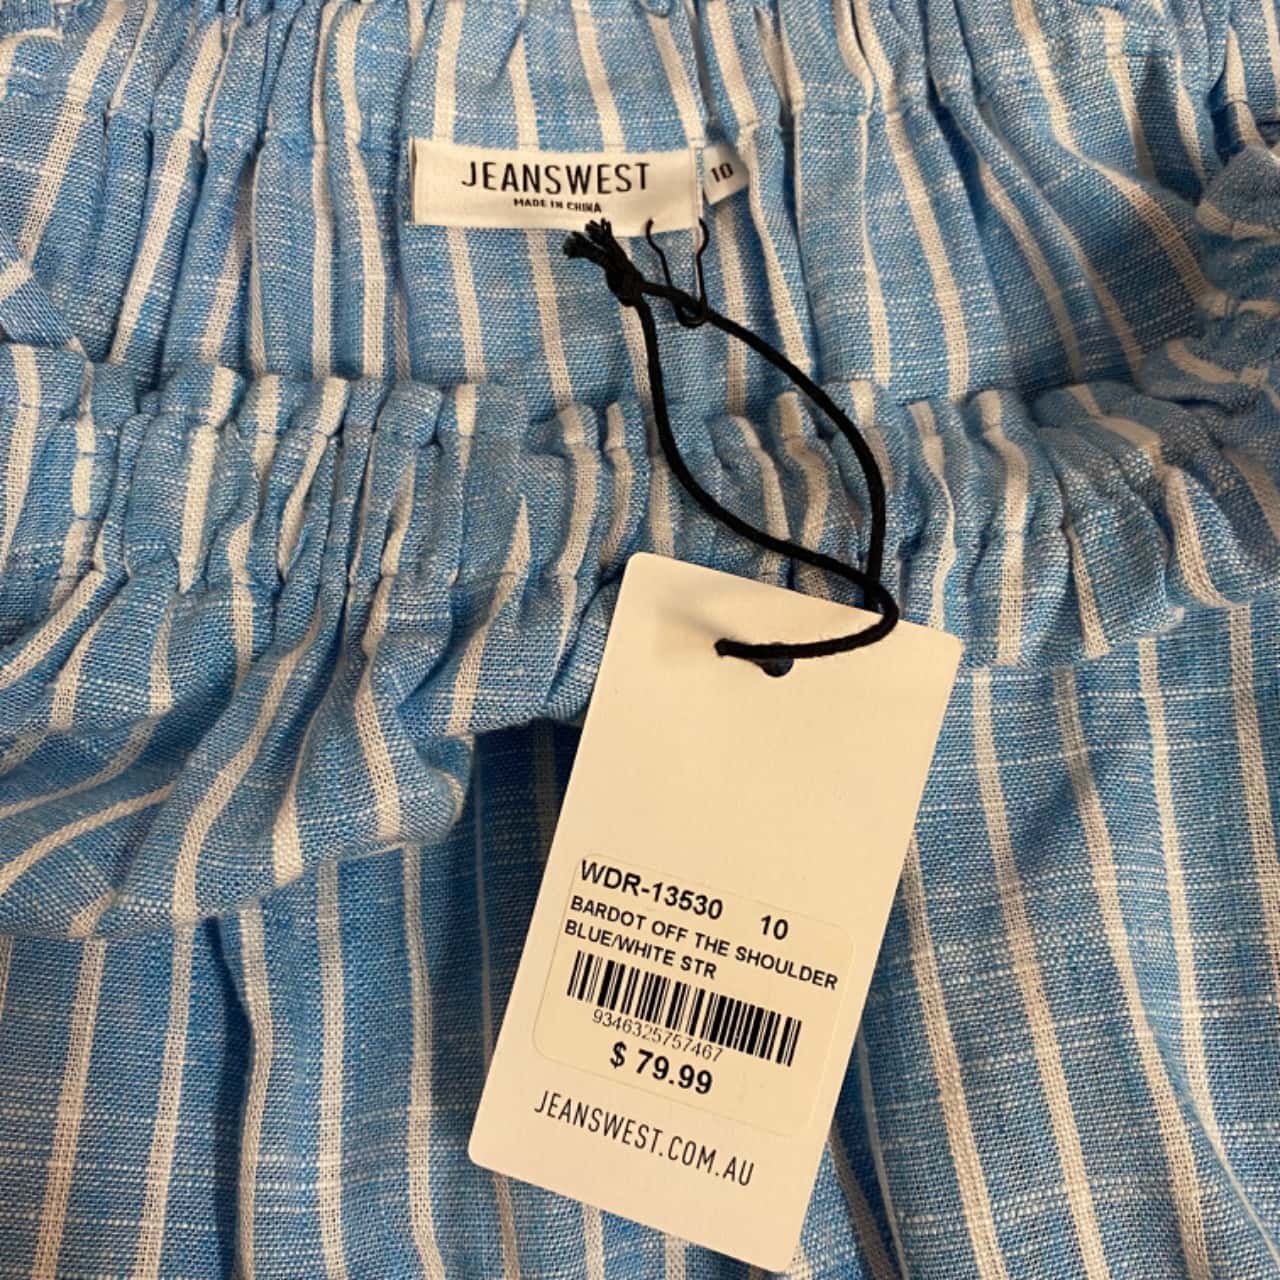 JEANSWEST 10
MADE IN CHINA
WDR-13530 10
BARDOT OFF THE SHOULDER
BLUE/WHITE STR
9346325757467
$ 79.99
JEANSWEST.COM.AU